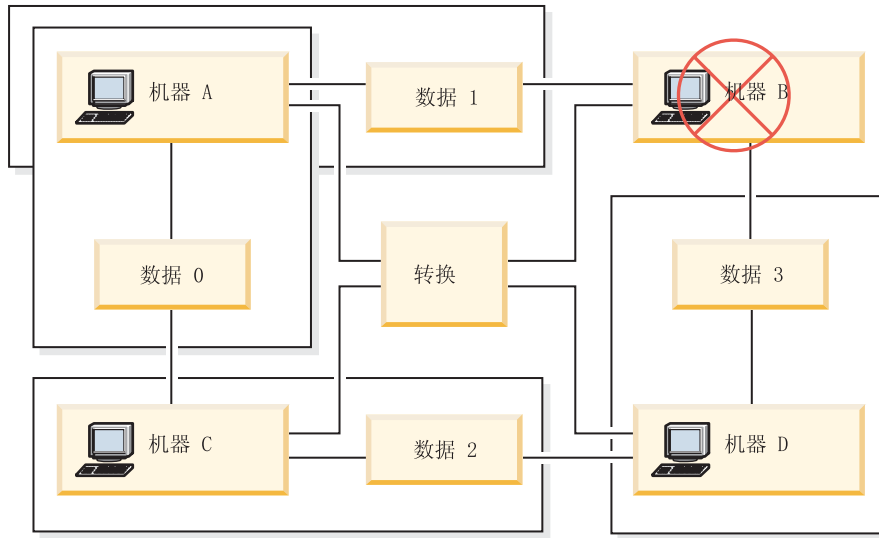 机器 A
数据 1
机器 B
数据 0
转换
数据 3
机器 C
数据 2
机器 D